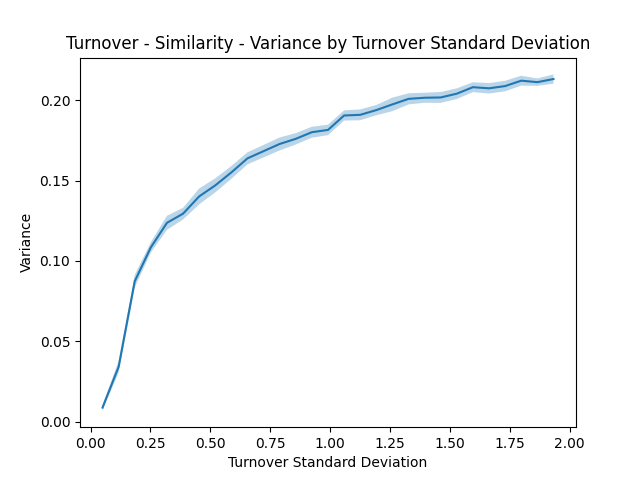 Turnover - Similarity - Variance by Turnover Standard Deviation
0.20
0.15
0.10
0.05
0.00
Variance
0.00 0.25 0.50 0.75 1.00 1.25 1.50 1.75 2.00
Turnover Standard Deviation